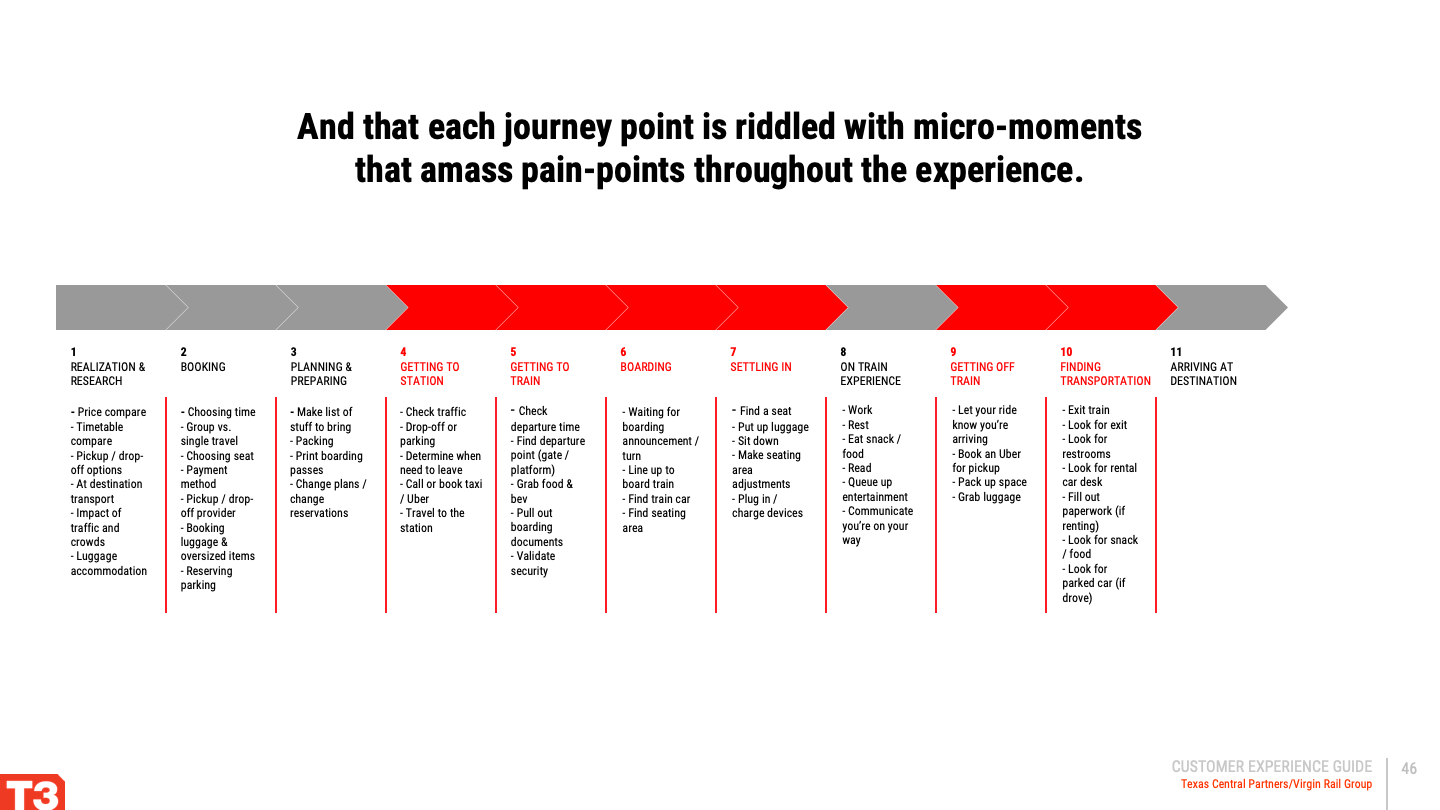 And that each journey point is riddled with micro-moments
that amass pain-points throughout the experience.
1
REALIZATION &
RESEARCH
- Price compare
- Timetable
compare
- Pickup / drop-
off options
- At destination
transport
- Impact of
traffic and
crowds
- Luggage
accommodation
2
BOOKING
- Choosing time
- Group vs.
single travel
- Choosing seat
- Payment
method
- Pickup / drop-
off provider
- Booking
luggage &
oversized items
- Reserving
parking
3
PLANNING &
PREPARING
- Make list of
stuff to bring
- Packing
- Print boarding
passes
- Change plans /
change
reservations
4
GETTING TO
STATION
- Check traffic
- Drop-off or
parking
- Determine when
need to leave
- Call or book taxi
/ Uber
- Travel to the
station
5
GETTING TO
TRAIN
- Check
departure time
- Find departure
point (gate /
platform)
- Grab food &
bev
- Pull out
boarding
documents
- Validate
security
6
BOARDING
- Waiting for
boarding
announcement /
turn
- Line up to
board train
- Find train car
- Find seating
area
7
SETTLING IN
- Find a seat
- Put up luggage
- Sit down
- Make seating
area
adjustments
- Plug in /
charge devices
8
ON TRAIN
EXPERIENCE
- Work
- Rest
- Eat snack /
food
- Read
- Queue up
entertainment
- Communicate
you're on your
way
9
GETTING OFF
TRAIN
- Let your ride
know you're
arriving
- Book an Uber
for pickup
- Pack up space
- Grab luggage
10
FINDING
TRANSPORTATION
- Exit train
- Look for exit
- Look for
restrooms
- Look for rental
car desk
- Fill out
paperwork (if
renting)
- Look for snack
/ food
- Look for
parked car (if
drove)
11
ARRIVING AT
DESTINATION
T3
CUSTOMER EXPERIENCE GUIDE
Texas Central Partners/Virgin Rail Group
46